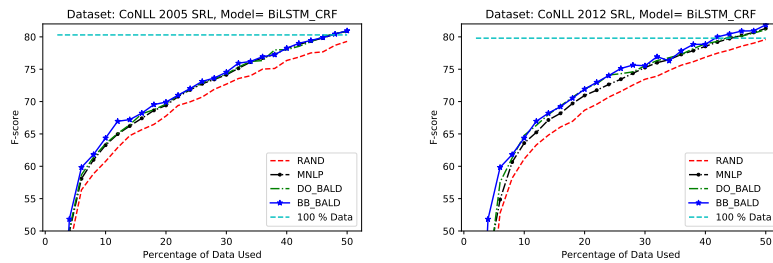 Dataset: CoNLL 2005 SRL, Model= BiLSTM_CRF
F-score
80
75
70
65
60
55
50
RAND
MNLP
DO_BALD
BB_BALD
100 % Data
0 10 20 30 40 50
Percentage of Data Used
Dataset: CoNLL 2012 SRL, Model= BiLSTM_CRF
F-score
80
75
70
65
60
55
50
RAND
MNLP
DO_BALD
BB_BALD
100 % Data
0 10 20 30 40 50
Percentage of Data Used